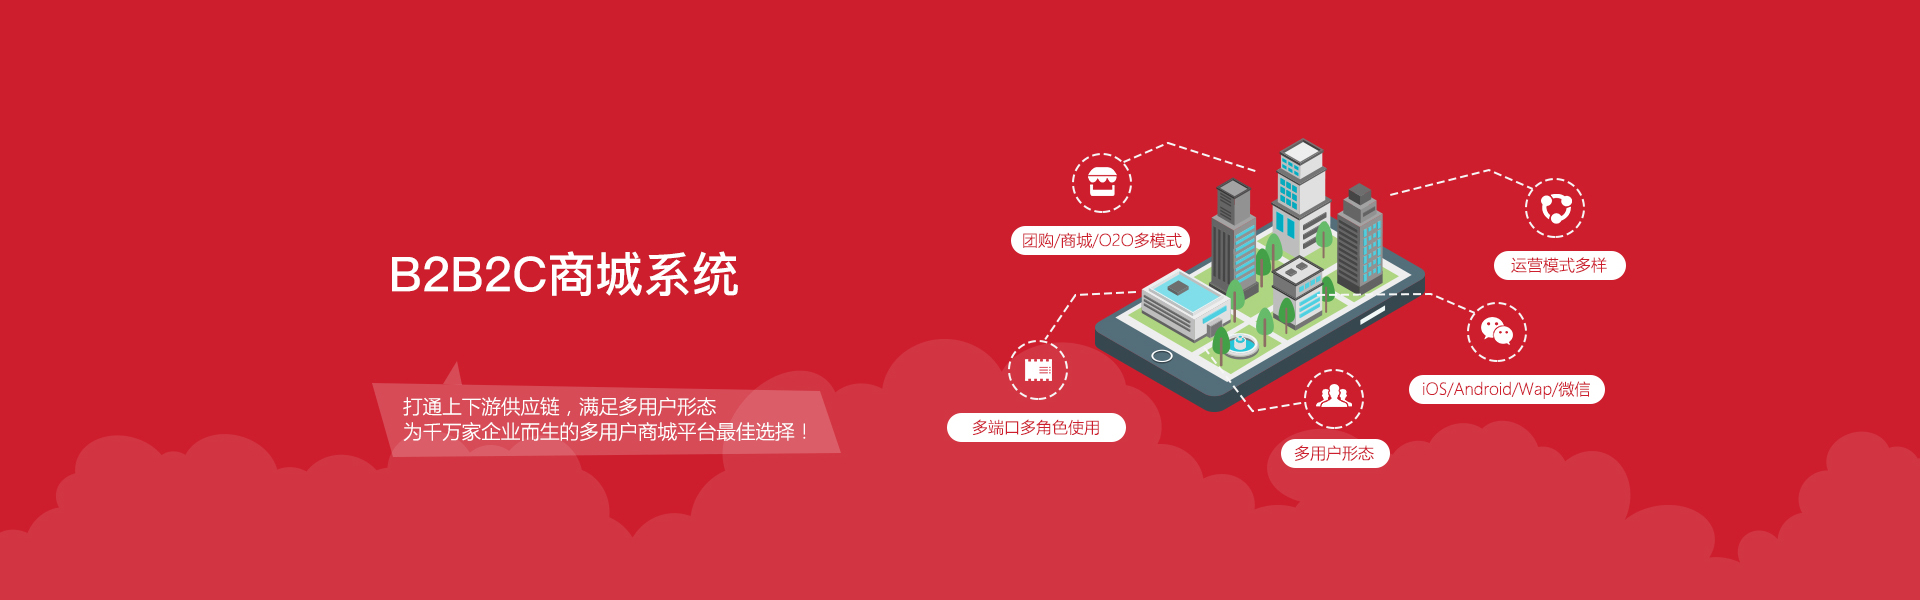 B2B2C商城系统
打通上下游供应链，满足多用户形态
为千万家企业而生的多用户商城平台最佳选择！
团购/商城/O2O多模式
运营模式多样
iOS/Android/Wap/微信
多端口多角色使用
多用户形态